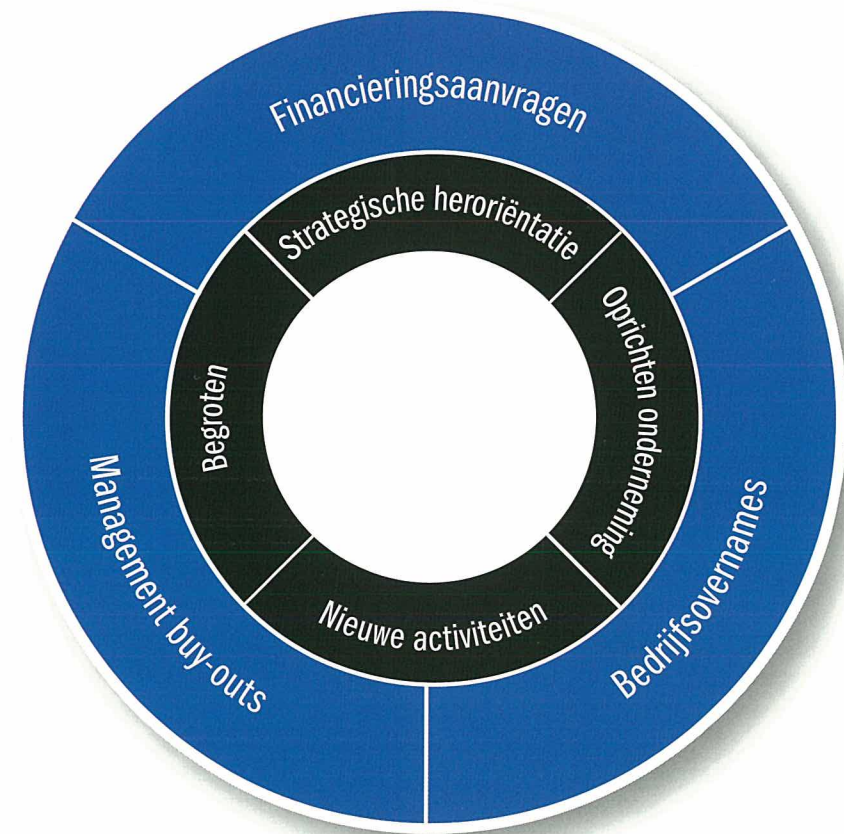 Financieringsaanvragen
Strategische heroriëntatie
Oprichten onderneming
Begroten
Management buy-outs
Nieuwe activiteiten
Bedrijfsovernames